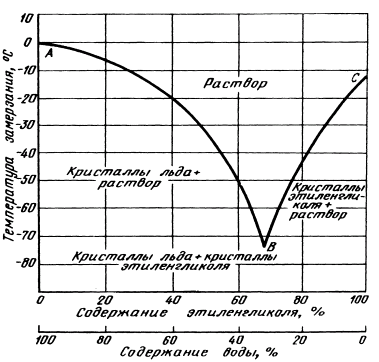 10
0
-10
-20
-30
-40
-50
-60
-70
-80
Температура замерзания, °C
A
Раствор
C
Кристаллы льда+
раствор
Кристаллы
этиленгли-
коля+
раствор
B
Кристаллы льда+кристаллы
этиленгликоля
0 20 40 60 80 100
Содержание этиленгликоля, %
100 80 60 40 20 0
Содержание воды, %